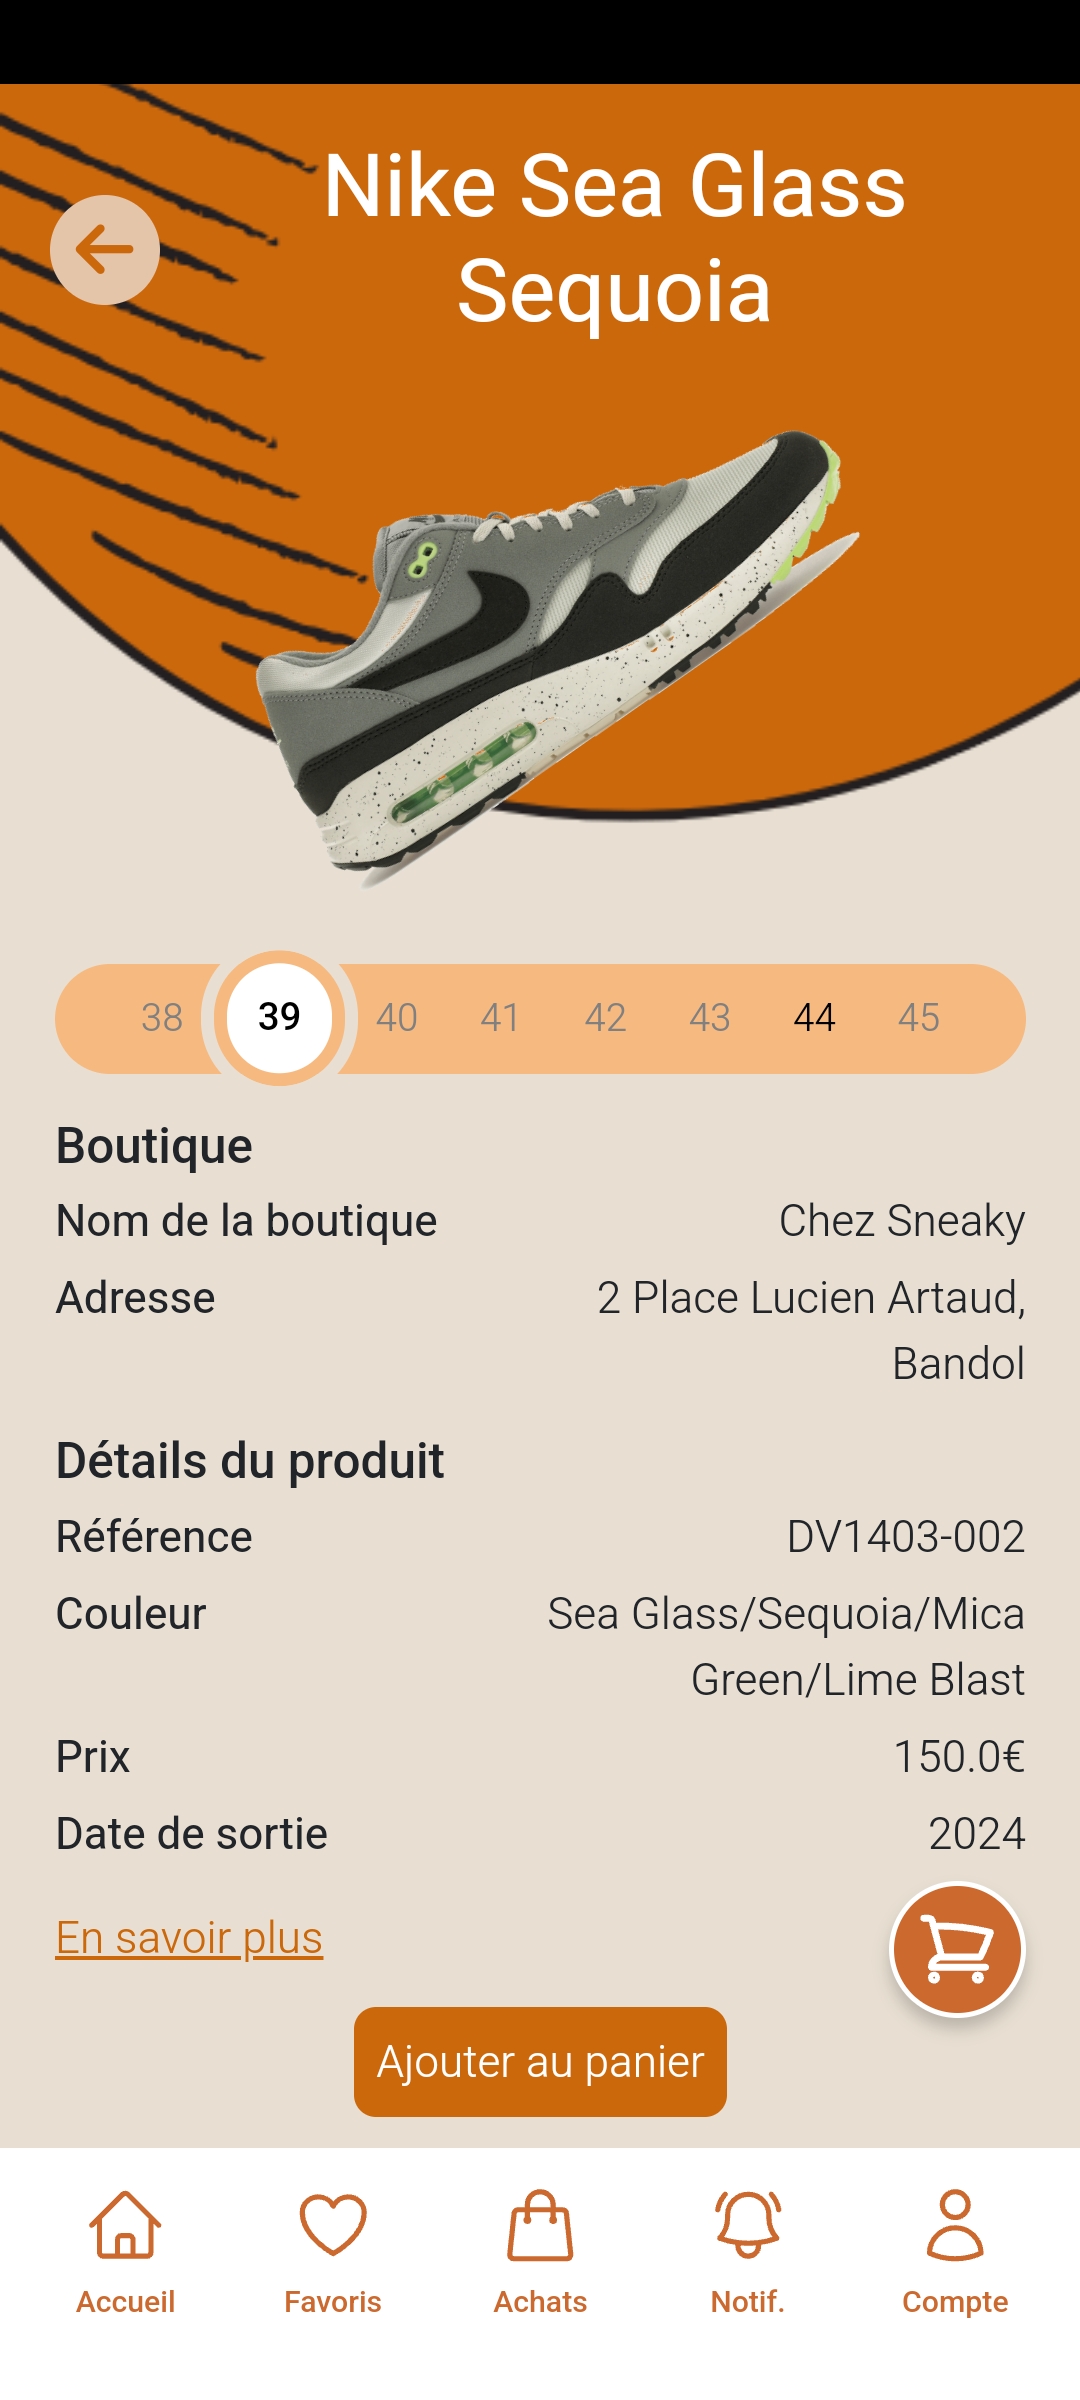 Nike Sea Glass
Sequoia
38 39 40 41 42 43 44 45
Boutique
Nom de la boutique Chez Sneaky
Adresse 2 Place Lucien Artaud,
Bandol
Détails du produit
Référence DV1403-002
Couleur Sea Glass/Sequoia/Mica
Green/Lime Blast
Prix 150.0€
Date de sortie 2024
En savoir plus
Ajouter au panier
Accueil Favoris Achats Notif. Compte